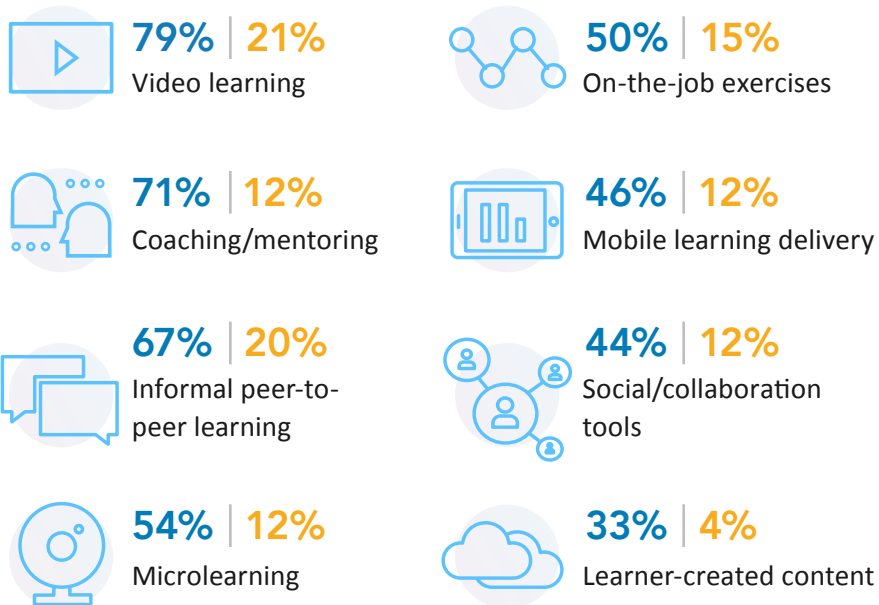 79% | 21%
Video learning
71% | 12%
Coaching/mentoring
67% | 20%
Informal peer-to-
peer learning
54% | 12%
Microlearning
50% | 15%
On-the-job exercises
46% | 12%
Mobile learning delivery
44% | 12%
Social/collaboration
tools
33% | 4%
Learner-created content